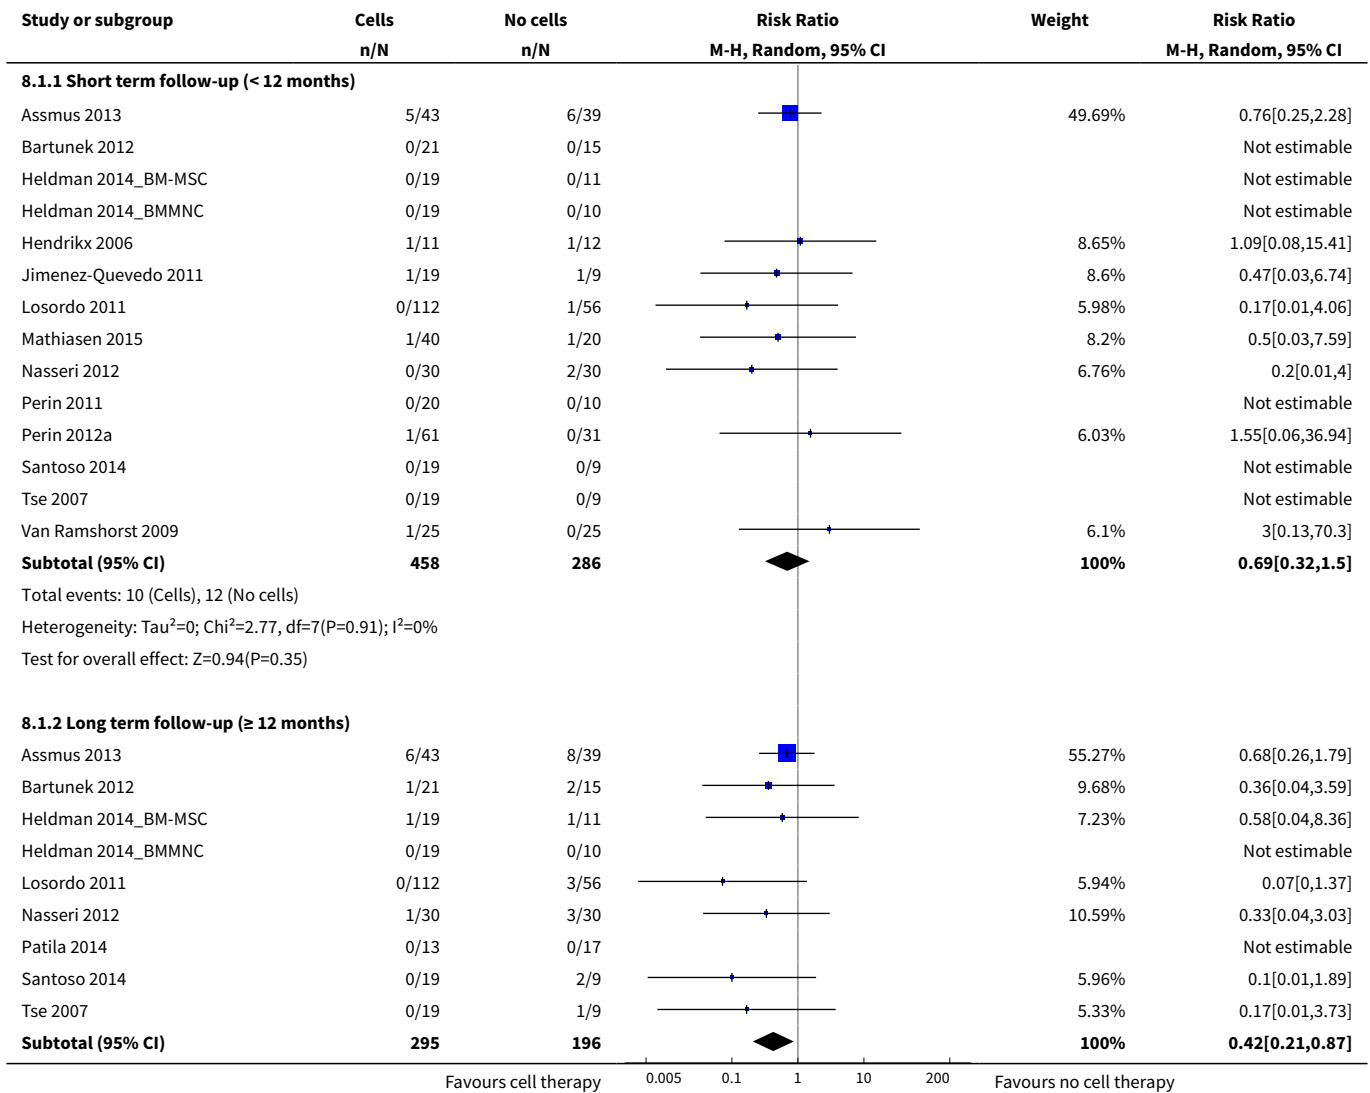 Study or subgroup Cells No cells Risk Ratio Weight Risk Ratio
n/N n/N M-H, Random, 95% CI M-H, Random, 95% CI
8.1.1 Short term follow-up (< 12 months)
Assmus 2013 5/43 6/39 49.69% 0.76[0.25,2.28]
Bartunek 2012 0/21 0/15 Not estimable
Heldman 2014_BM-MSC 0/19 0/11 Not estimable
Heldman 2014_BMMNC 0/19 0/10 Not estimable
Hendrikx 2006 1/11 1/12 8.65% 1.09[0.08,15.41]
Jimenez-Quevedo 2011 1/19 1/9 8.6% 0.47[0.03,6.74]
Losordo 2011 0/112 1/56 5.98% 0.17[0.01,4.06]
Mathiasen 2015 1/40 1/20 8.2% 0.5[0.03,7.59]
Nasseri 2012 0/30 2/30 6.76% 0.2[0.01,4]
Perin 2011 0/20 0/10 Not estimable
Perin 2012a 1/61 0/31 6.03% 1.55[0.06,36.94]
Santoso 2014 0/19 0/9 Not estimable
Tse 2007 0/19 0/9 Not estimable
Van Ramshorst 2009 1/25 0/25 6.1% 3[0.13,70.3]
Subtotal (95% CI) 458 286 100% 0.69[0.32,1.5]
Total events: 10 (Cells), 12 (No cells)
Heterogeneity: Tau²=0; Chi²=2.77, df=7(P=0.91); I²=0%
Test for overall effect: Z=0.94(P=0.35)
8.1.2 Long term follow-up (≥ 12 months)
Assmus 2013 6/43 8/39 55.27% 0.68[0.26,1.79]
Bartunek 2012 1/21 2/15 9.68% 0.36[0.04,3.59]
Heldman 2014_BM-MSC 1/19 1/11 7.23% 0.58[0.04,8.36]
Heldman 2014_BMMNC 0/19 0/10 Not estimable
Losordo 2011 0/112 3/56 5.94% 0.07[0,1.37]
Nasseri 2012 1/30 3/30 10.59% 0.33[0.04,3.03]
Patila 2014 0/13 0/17 Not estimable
Santoso 2014 0/19 2/9 5.96% 0.1[0.01,1.89]
Tse 2007 0/19 1/9 5.33% 0.17[0.01,3.73]
Subtotal (95% CI) 295 196 100% 0.42[0.21,0.87]
Favours cell therapy 0.005 0.1 1 10 200 Favours no cell therapy